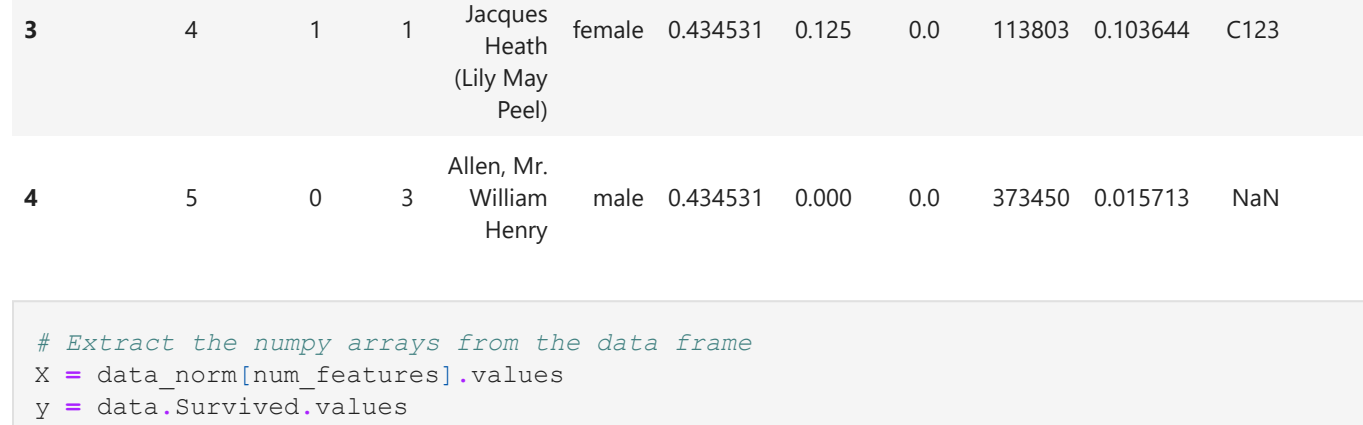 Jacques
3 4 1 1 Heath female 0.434531 0.125 0.0 113803 0.103644 C123
(Lily May
Peel)
Allen, Mr.
4 5 0 3 William male 0.434531 0.000 0.0 373450 0.015713 NaN
Henry
# Extract the numpy arrays from the data frame
X = data_norm[num_features].values
y = data.Survived.values